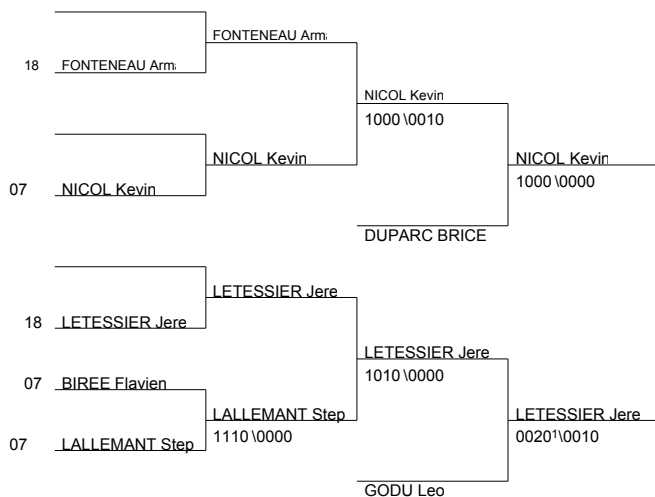 FONTENEAU Arma
18 FONTENEAU Arma
NICOL Kevin
1000\0010
NICOL Kevin
NICOL Kevin
1000\0000
07 NICOL Kevin
DUPARC BRICE
LETESSIER Jere
18 LETESSIER Jere
LETESSIER Jere
1010\0000
07 BIREE Flavien
LALLEMANT Step
1110\0000
LETESSIER Jere
0020¹\0010
07 LALLEMANT Step
GODU Leo